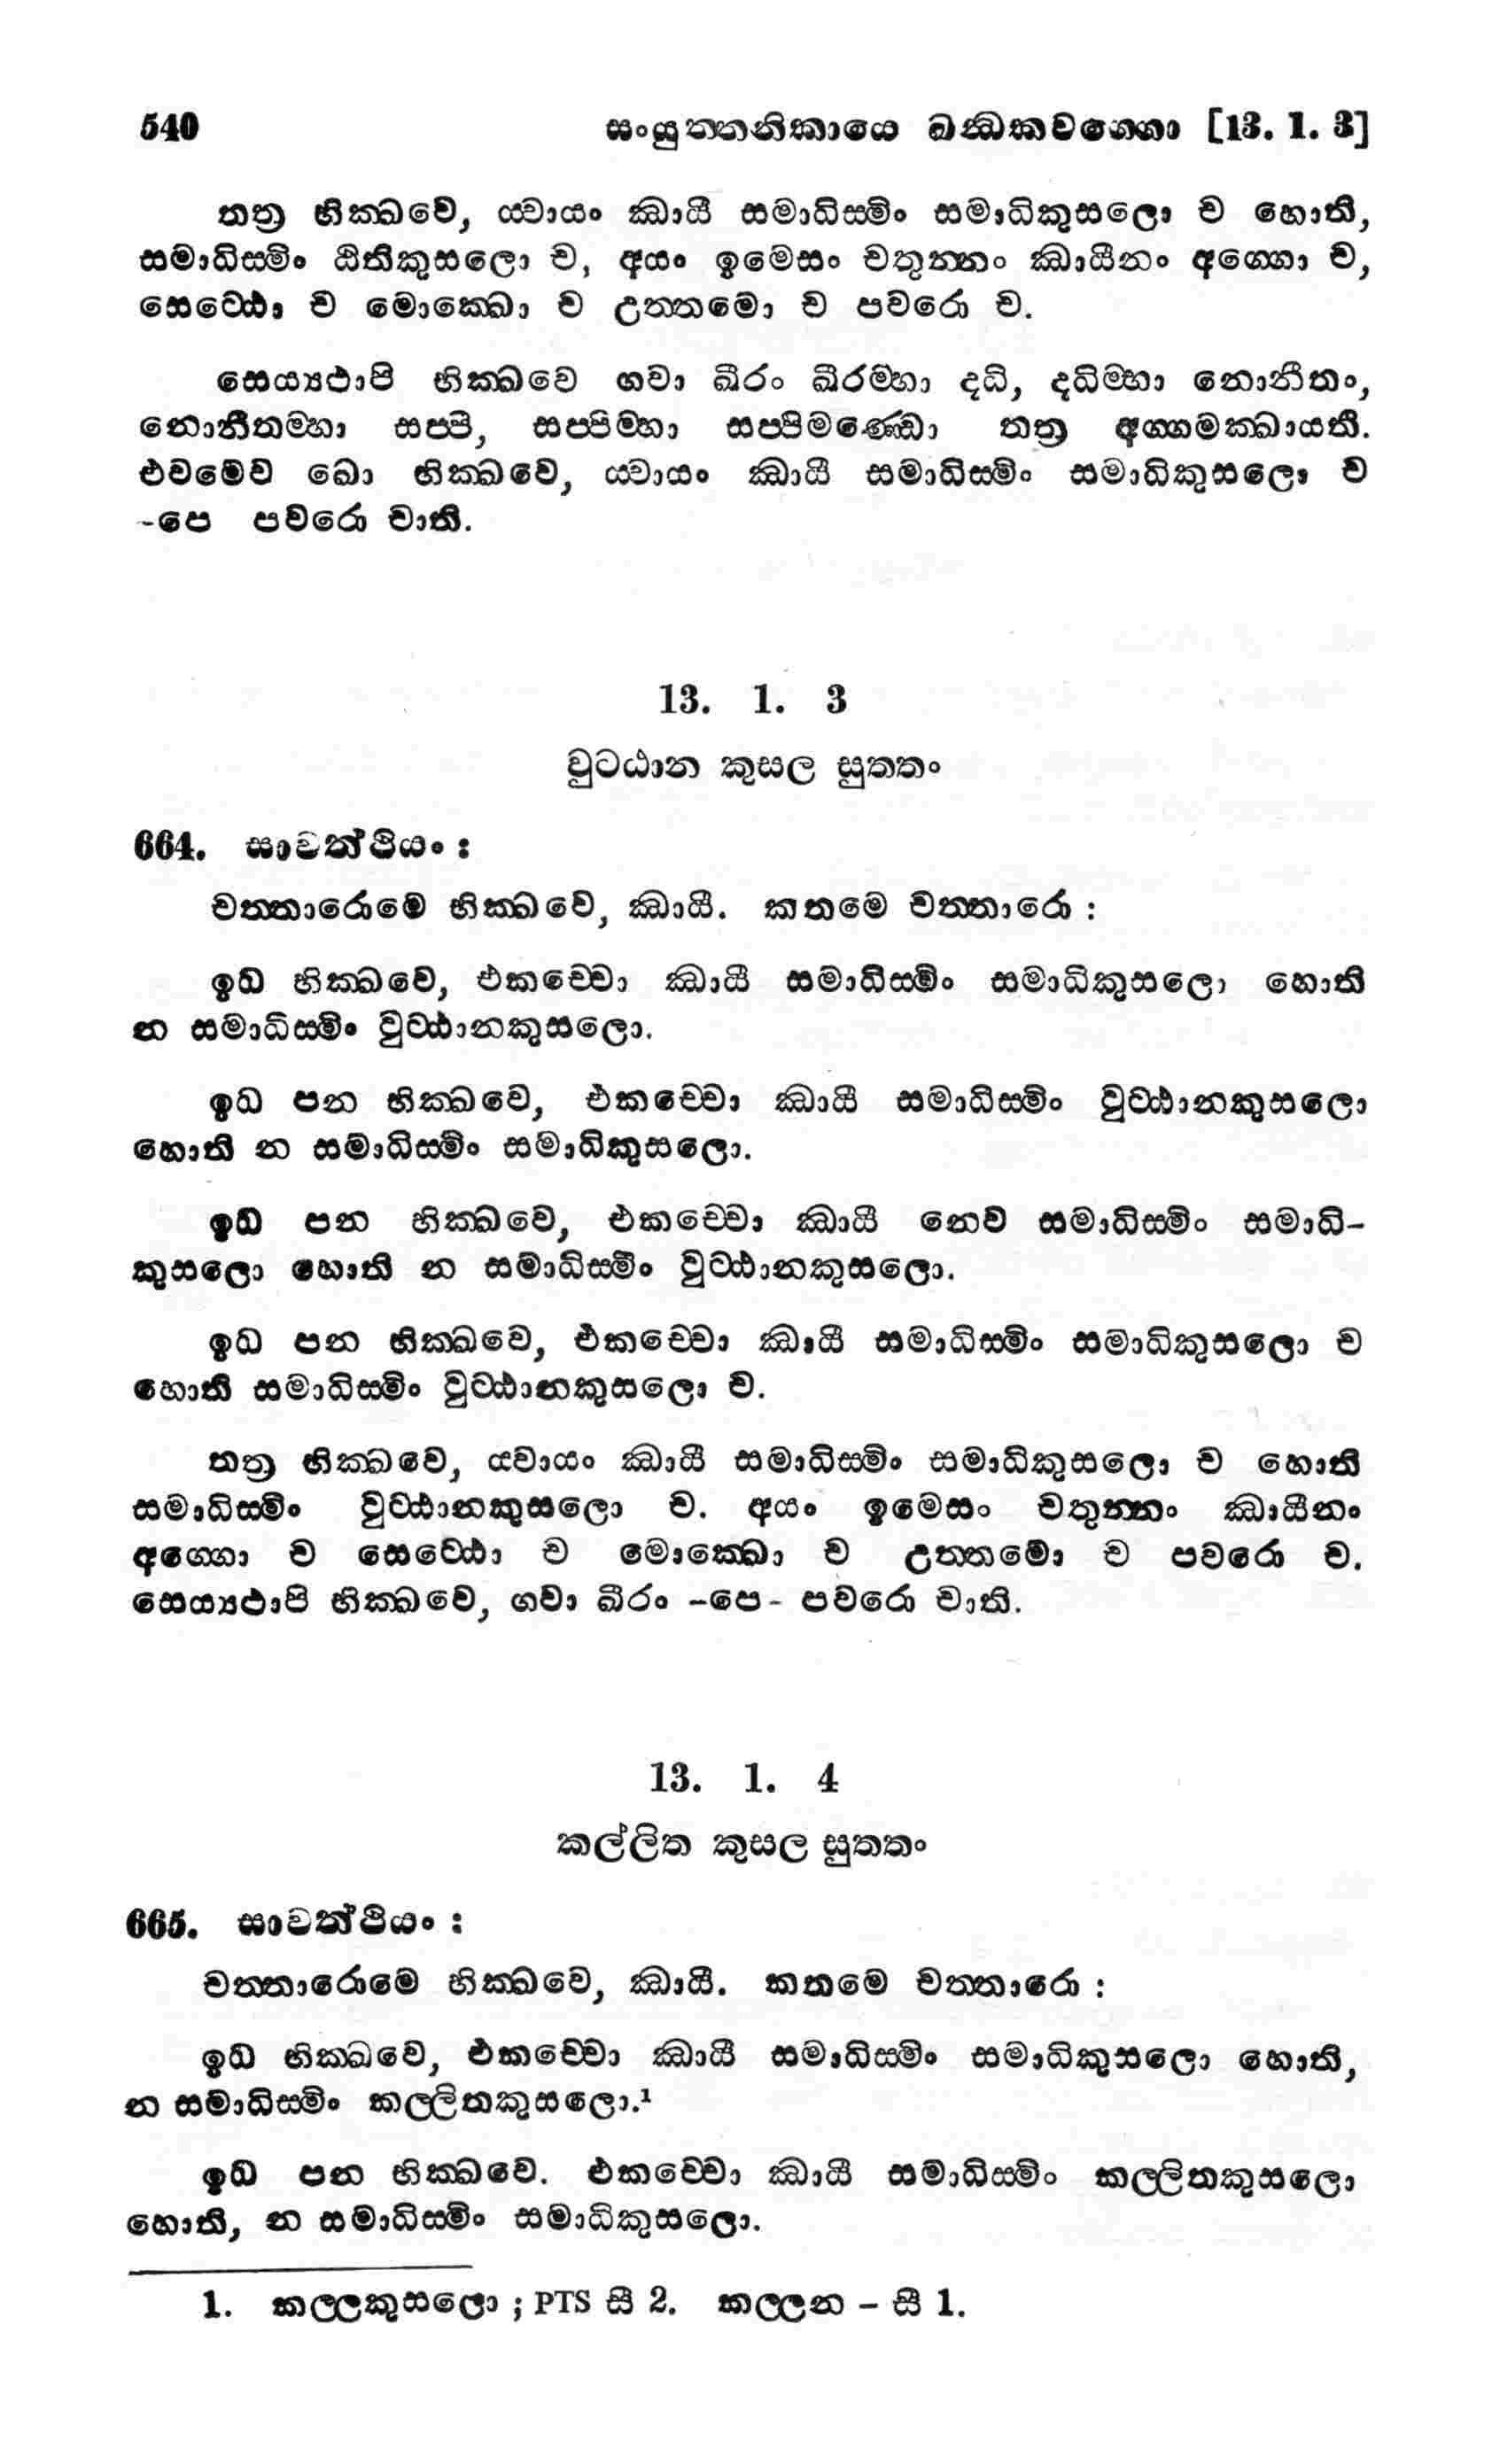 540 සංයුත්තනිකායෙ ඛන්ධකවග්ගො [13. 1. 3]
තත්‍ර භික්ඛවෙ, ය්වායං ඣායී සමාධිස්මිං සමාධිකුසලො ච හොති,
සමාධිස්මිං ඨිතිකුසලො ච, අයං ඉමෙසං චතුන්නං ඣායීනං අග්ගො ච,
සෙට්ඨො ච මොක්ඛො ච උත්තමො ච පවරො ච.
සෙය්‍යථාපි භික්ඛවෙ ගවා ඛීරං ඛීරම්හා දධි, දධිම්හා නොනීතං,
නොනීතම්හා සප්පි, සප්පිම්හා සප්පිමණ්ඩො තත්‍ර අග්ගමක්ඛායති.
එවමෙව ඛො භික්ඛවෙ, ය්වායං ඣායී සමාධිස්මිං සමාධිකුසලො ච
-පෙ පවරො චාති.
13. 1. 3
වුට්ඨාන කුසල සුත්තං
664. සාවත්ථියං :
චත්තාරොමෙ භික්ඛවෙ, ඣායී. කතමෙ චත්තාරො :
ඉධ භික්ඛවෙ, එකච්චො ඣායී සමාධිස්මිං සමාධිකුසලො හොති
න සමාධිස්මිං වුට්ඨානකුසලො.
ඉධ පන භික්ඛවෙ, එකච්චො ඣායී සමාධිස්මිං වුට්ඨානකුසලො
හොති න සමාධිස්මිං සමාධිකුසලො.
ඉධ පන භික්ඛවෙ, එකච්චො ඣායී නෙව සමාධිස්මිං සමාධි-
කුසලො හොති න සමාධිස්මිං වුට්ඨානකුසලො.
ඉධ පන භික්ඛවෙ, එකච්චො ඣායී සමාධිස්මිං සමාධිකුසලො ච
හොති සමාධිස්මිං වුට්ඨානකුසලො ච.
තත්‍ර භික්ඛවෙ, ය්වායං ඣායී සමාධිස්මිං සමාධිකුසලො ච හොති
සමාධිස්මිං වුට්ඨානකුසලො ච. අයං ඉමෙසං චතුන්නං ඣායීනං
අග්ගො ච සෙට්ඨො ච මොක්ඛො ච උත්තමො ච පවරො ච.
සෙය්‍යථාපි භික්ඛවෙ, ගවා ඛීරං -පෙ- පවරො චාති.
13. 1. 4
කල්ලිත කුසල සුත්තං
665. සාවත්ථියං :
චත්තාරොමෙ භික්ඛවෙ, ඣායී. කතමෙ චත්තාරො :
ඉධ භික්ඛවෙ, එකච්චො ඣායී සමාධිස්මිං සමාධිකුසලො හොති,
න සමාධිස්මිං කල්ලිතකුසලො.¹
ඉධ පන භික්ඛවෙ. එකච්චො ඣායී සමාධිස්මිං කල්ලිතකුසලො
හොති, න සමාධිස්මිං සමාධිකුසලො.
1. කල්ලකුසලො ; PTS සී 2. කල්ලන – සී 1.